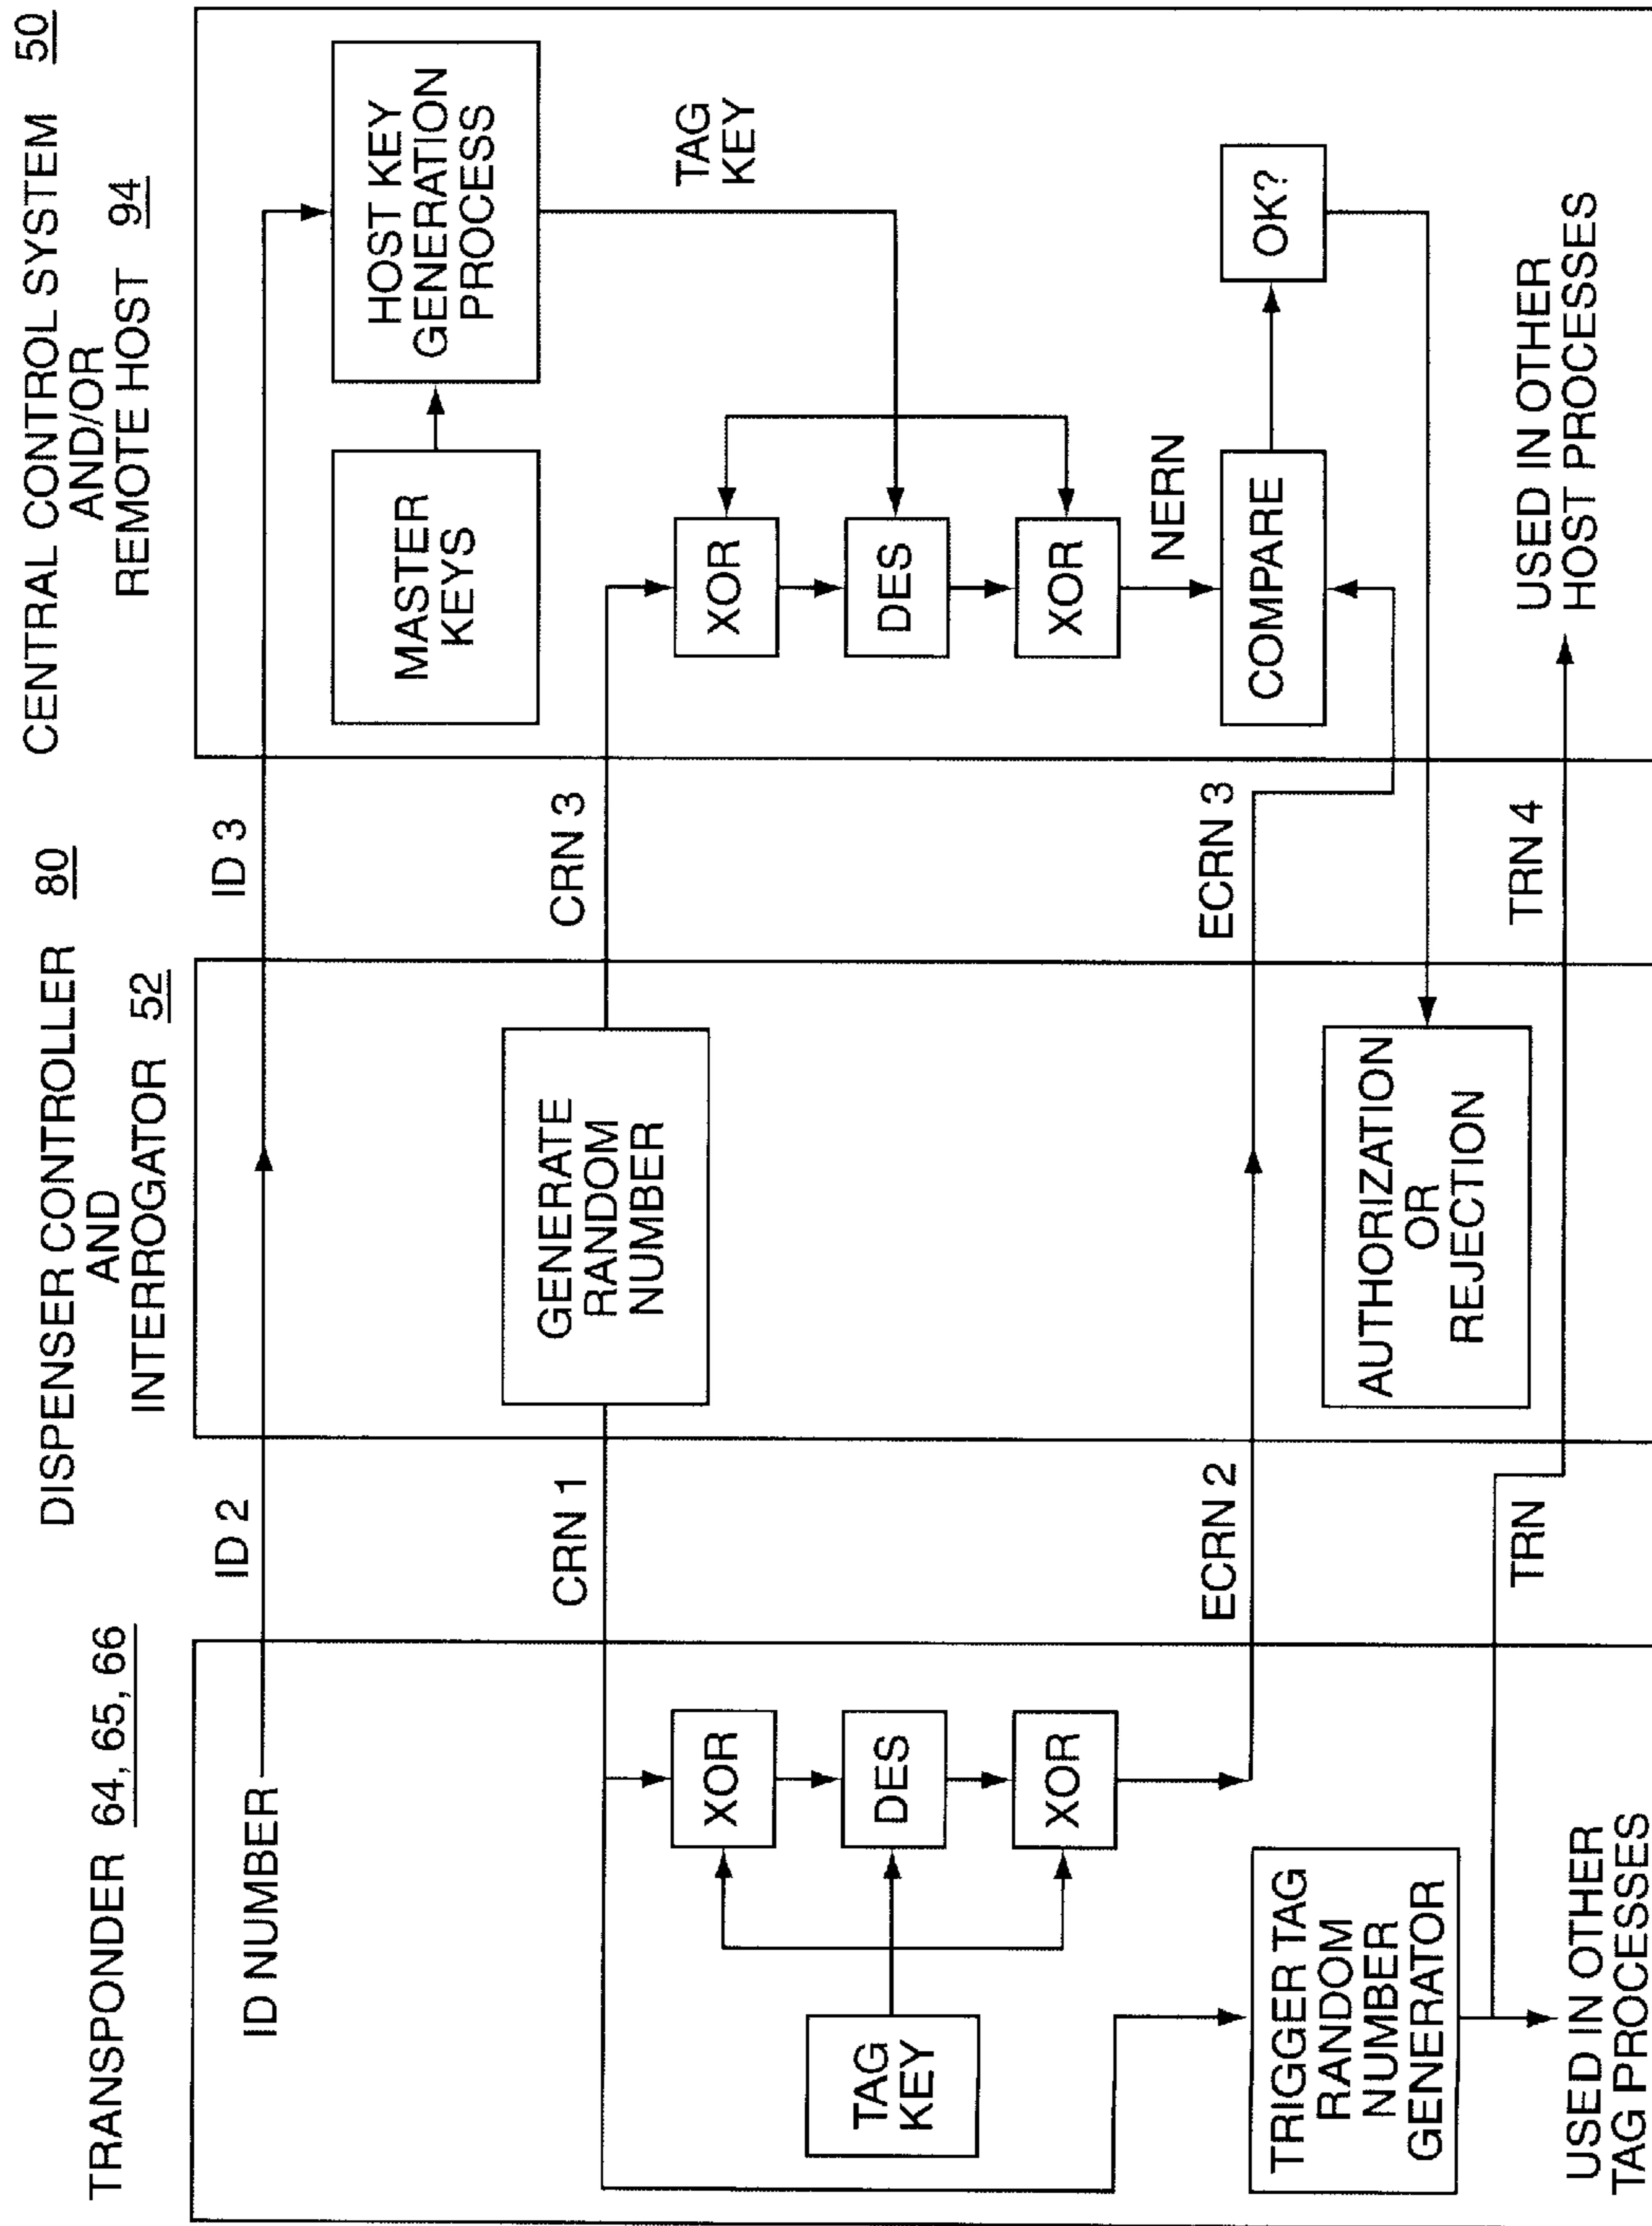 TRANSPONDER 64, 65, 66
DISPENSER CONTROLLER 80
AND
INTERROGATOR 52
CENTRAL CONTROL SYSTEM 50
AND/OR
REMOTE HOST 94
ID NUMBER
ID 2
ID 3
HOST KEY
GENERATION
PROCESS
MASTER
KEYS
TAG
KEY
CRN 1
GENERATE
RANDOM
NUMBER
CRN 3
TAG
KEY
XOR
DES
XOR
XOR
DES
XOR
NERN
ECRN 2
ECRN 3
COMPARE
OK?
TRIGGER TAG
RANDOM
NUMBER
GENERATOR
AUTHORIZATION
OR
REJECTION
TRN
TRN 4
USED IN OTHER
HOST PROCESSES
USED IN OTHER
TAG PROCESSES